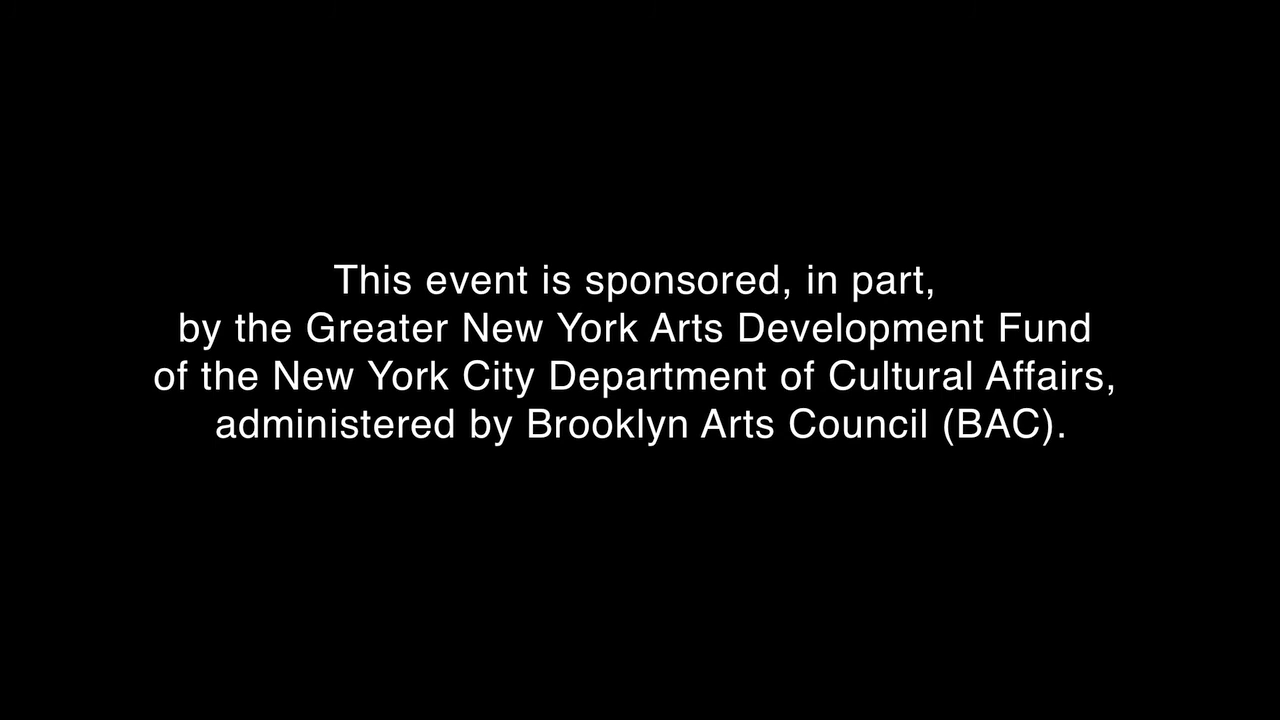 This event is sponsored, in part,
by the Greater New York Arts Development Fund
of the New York City Department of Cultural Affairs,
administered by Brooklyn Arts Council (BAC).